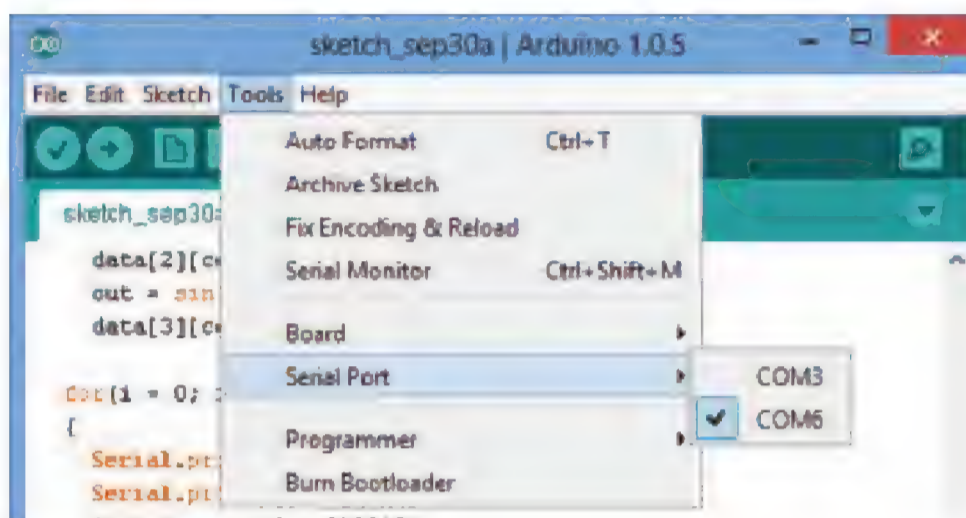 sketch_sep30a | Arduino 1.0.5
File Edit Sketch Tools Help
Auto Format Ctrl+T
Archive Sketch
sketch_sep30a
Fix Encoding & Reload
data[2][c
Serial Monitor Ctrl+Shift+M
out = sin
data[3][c
Board
Serial Port COM3
for(i = 0;
COM6
{
Programmer
Serial.pr
Burn Bootloader
Serial.pr